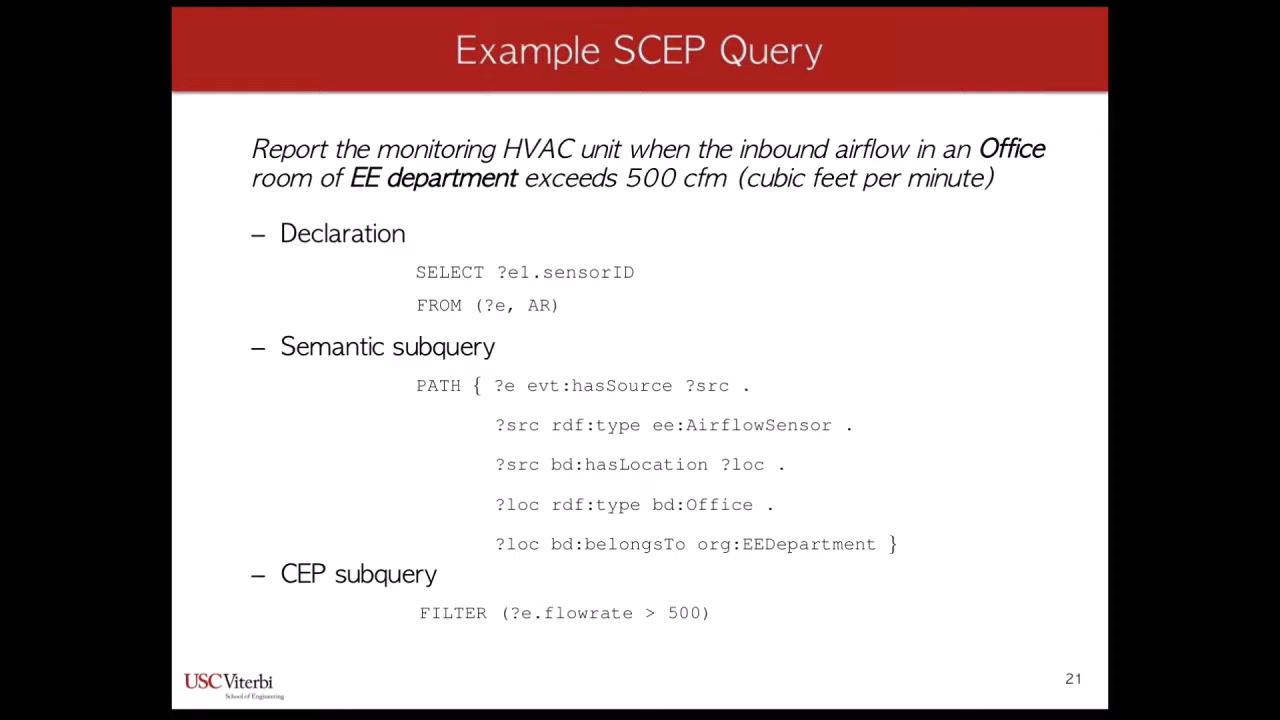 Example SCEP Query
Report the monitoring HVAC unit when the inbound airflow in an Office
room of EE department exceeds 500 cfm (cubic feet per minute)
– Declaration
SELECT ?e1.sensorID
FROM (?e, AR)
– Semantic subquery
PATH { ?e evt:hasSource ?src .
?src rdf:type ee:AirflowSensor .
?src bd:hasLocation ?loc .
?loc rdf:type bd:Office .
?loc bd:belongsTo org:EEDepartment }
– CEP subquery
FILTER (?e.flowrate > 500)
USC Viterbi
School of Engineering
21